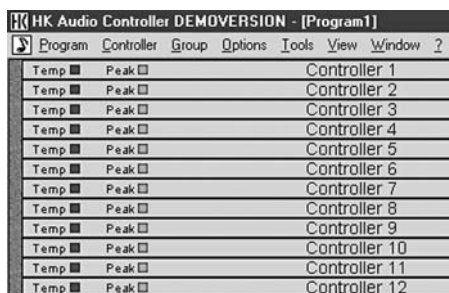 HK HK Audio Controller DEMOVERSION - [Program1]
Program Controller Group Options Tools View Window ?
Temp Peak Controller 1
Temp Peak Controller 2
Temp Peak Controller 3
Temp Peak Controller 4
Temp Peak Controller 5
Temp Peak Controller 6
Temp Peak Controller 7
Temp Peak Controller 8
Temp Peak Controller 9
Temp Peak Controller 10
Temp Peak Controller 11
Temp Peak Controller 12